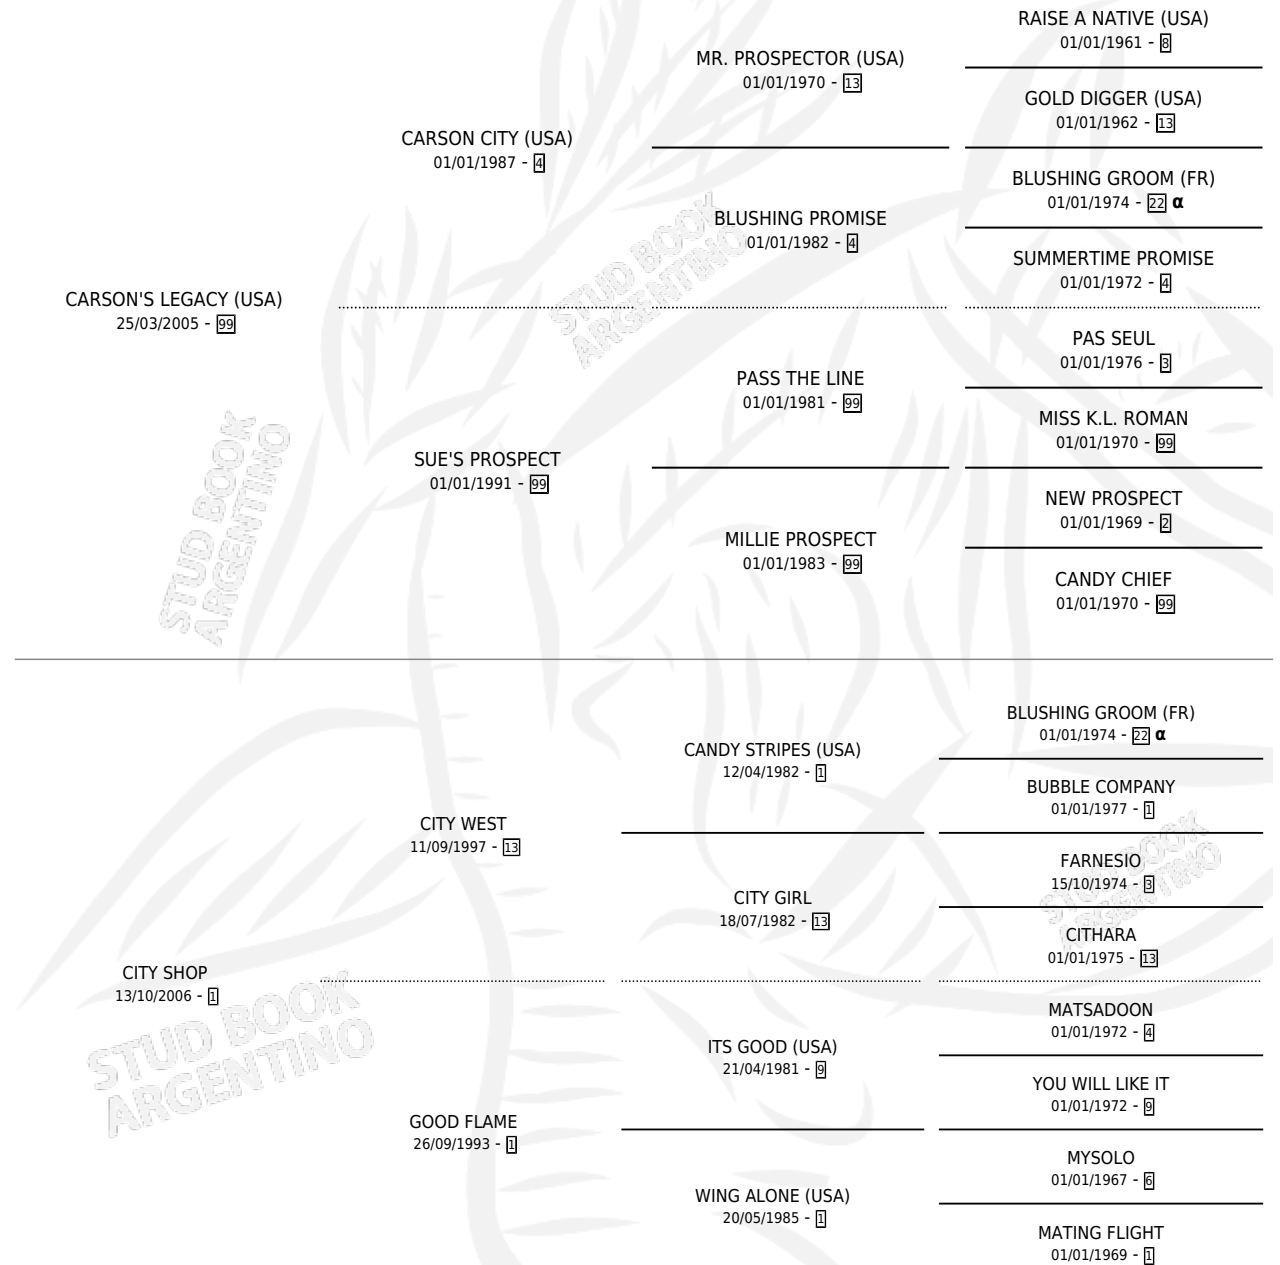 RAISE A NATIVE (USA)
01/01/1961 - 8
MR. PROSPECTOR (USA)
01/01/1970 - 13
GOLD DIGGER (USA)
01/01/1962 - 13
CARSON CITY (USA)
01/01/1987 - 4
BLUSHING GROOM (FR)
01/01/1974 - 22 α
BLUSHING PROMISE
01/01/1982 - 4
SUMMERTIME PROMISE
01/01/1972 - 4
CARSON'S LEGACY (USA)
25/03/2005 - 99
PAS SEUL
01/01/1976 - 3
PASS THE LINE
01/01/1981 - 99
MISS K.L. ROMAN
01/01/1970 - 99
SUE'S PROSPECT
01/01/1991 - 99
NEW PROSPECT
01/01/1969 - 2
MILLIE PROSPECT
01/01/1983 - 99
CANDY CHIEF
01/01/1970 - 99
BLUSHING GROOM (FR)
01/01/1974 - 22 α
CANDY STRIPES (USA)
12/04/1982 - 1
BUBBLE COMPANY
01/01/1977 - 1
CITY WEST
11/09/1997 - 13
FARNESIO
15/10/1974 - 3
CITY GIRL
18/07/1982 - 13
CITHARA
01/01/1975 - 13
CITY SHOP
13/10/2006 - 1
MATSADOON
01/01/1972 - 4
ITS GOOD (USA)
21/04/1981 - 9
YOU WILL LIKE IT
01/01/1972 - 9
GOOD FLAME
26/09/1993 - 1
MYSOLO
01/01/1967 - 6
WING ALONE (USA)
20/05/1985 - 1
MATING FLIGHT
01/01/1969 - 1
STUD BOOK
ARGENTINO
STUD BOOK
ARGENTINO
STUD BOOK
ARGENTINO
STUD BOOK
ARGENTINO